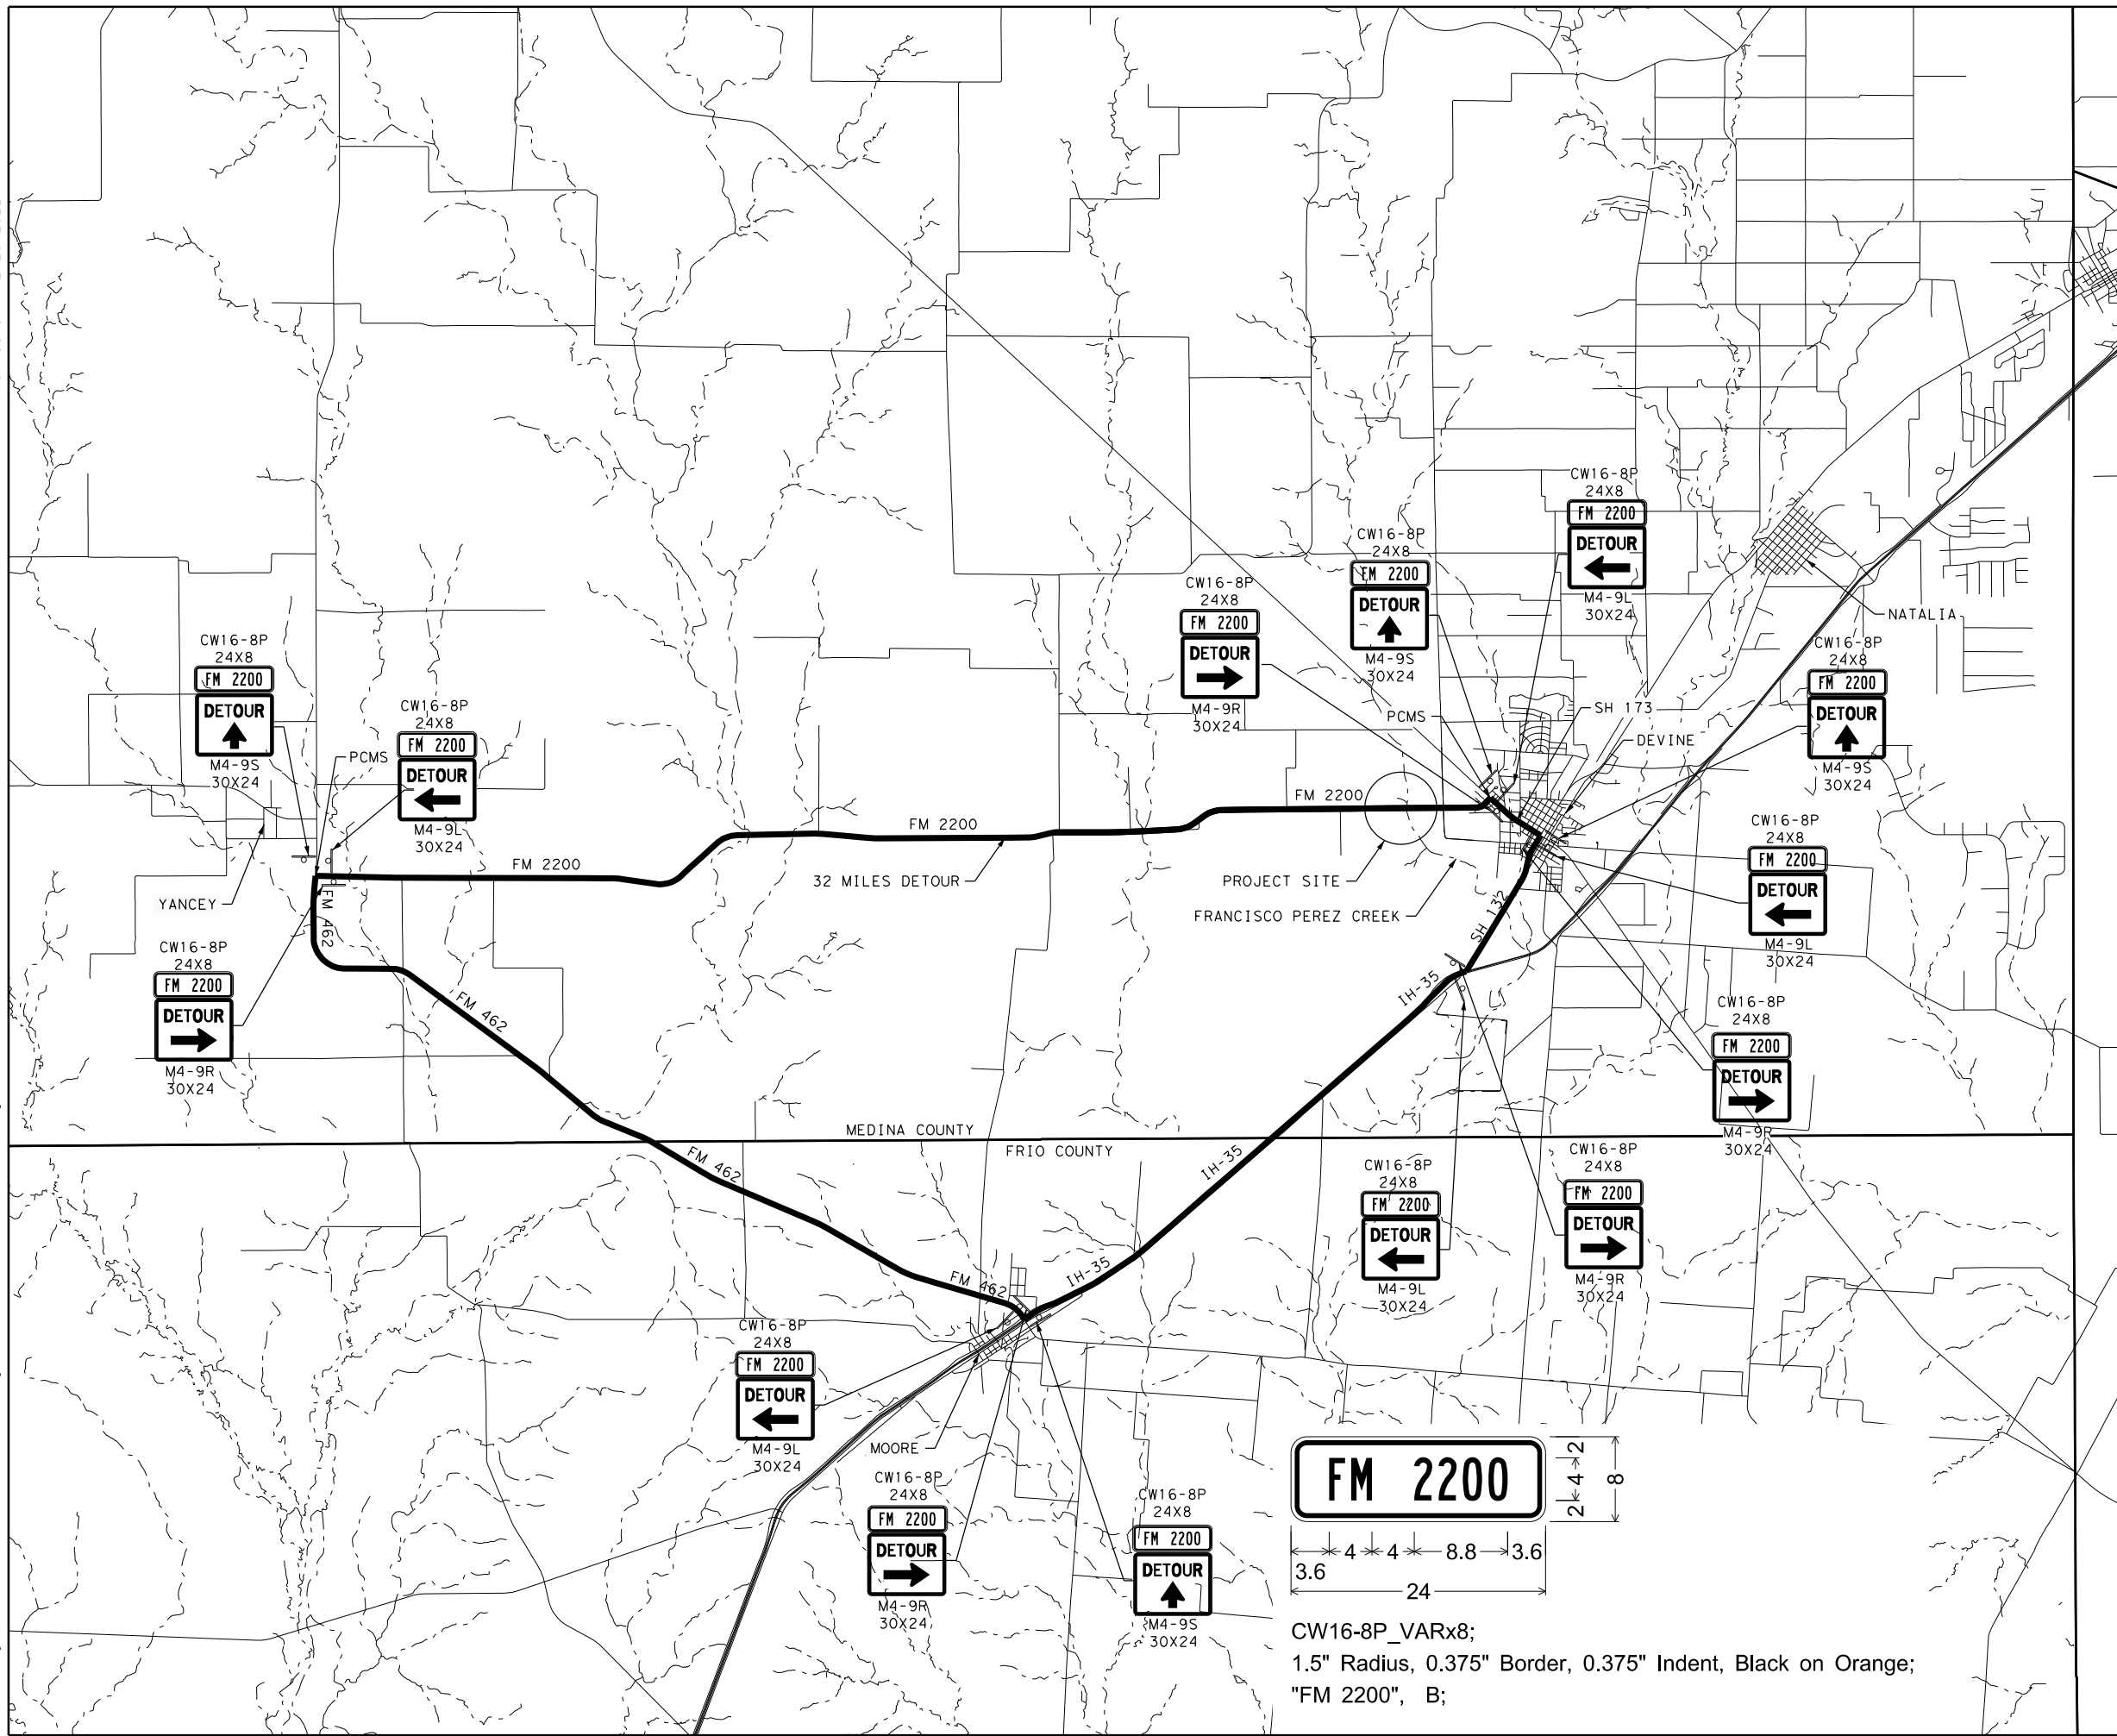 CW16-8P
24X8
FM 2200
DETOUR
M4-9L
30X24
CW16-8P
24X8
FM 2200
DETOUR
M4-9S
30X24
CW16-8P
24X8
FM 2200
DETOUR
M4-9R
30X24
NATALIA
CW16-8P
24X8
FM 2200
DETOUR
M4-9S
30X24
CW16-8P
24X8
FM 2200
DETOUR
M4-9S
30X24
PCMS
CW16-8P
24X8
FM 2200
DETOUR
M4-9L
30X24
PCMS
SH 173
DEVINE
FM 2200
FM 2200
FM 2200
32 MILES DETOUR
PROJECT SITE
FRANCISCO PEREZ CREEK
YANCEY
FM 462
SH 132
CW16-8P
24X8
FM 2200
DETOUR
M4-9L
30X24
CW16-8P
24X8
FM 2200
DETOUR
M4-9R
30X24
FM 462
IH-35
CW16-8P
24X8
FM 2200
DETOUR
M4-9R
30X24
MEDINA COUNTY
FRIO COUNTY
FM 462
IH-35
CW16-8P
24X8
FM 2200
DETOUR
M4-9L
30X24
CW16-8P
24X8
FM 2200
DETOUR
M4-9R
30X24
FM 462
IH-35
CW16-8P
24X8
FM 2200
DETOUR
M4-9L
30X24
MOORE
CW16-8P
24X8
FM 2200
DETOUR
M4-9R
30X24
CW16-8P
24X8
FM 2200
DETOUR
M4-9S
30X24
FM 2200
2
4
2
8
3.6
4
4
8.8
3.6
24
CW16-8P_VARx8;
1.5" Radius, 0.375" Border, 0.375" Indent, Black on Orange;
"FM 2200", B;